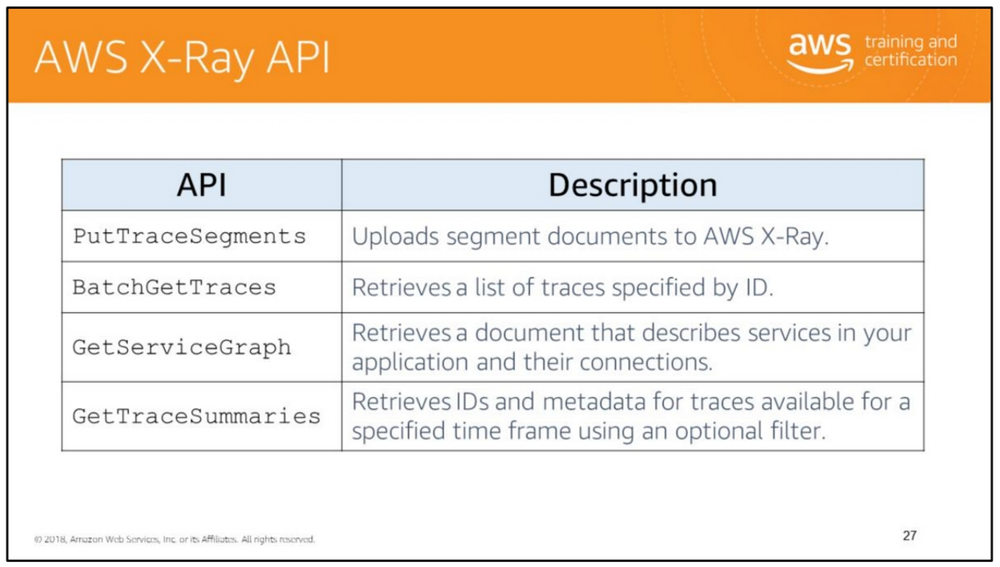 AWS X-Ray API
aws training and
certification
API Description
PutTraceSegments Uploads segment documents to AWS X-Ray.
BatchGetTraces Retrieves a list of traces specified by ID.
GetServiceGraph Retrieves a document that describes services in your
application and their connections.
GetTraceSummaries Retrieves IDs and metadata for traces available for a
specified time frame using an optional filter.
© 2018, Amazon Web Services, Inc. or its Affiliates. All rights reserved.
27